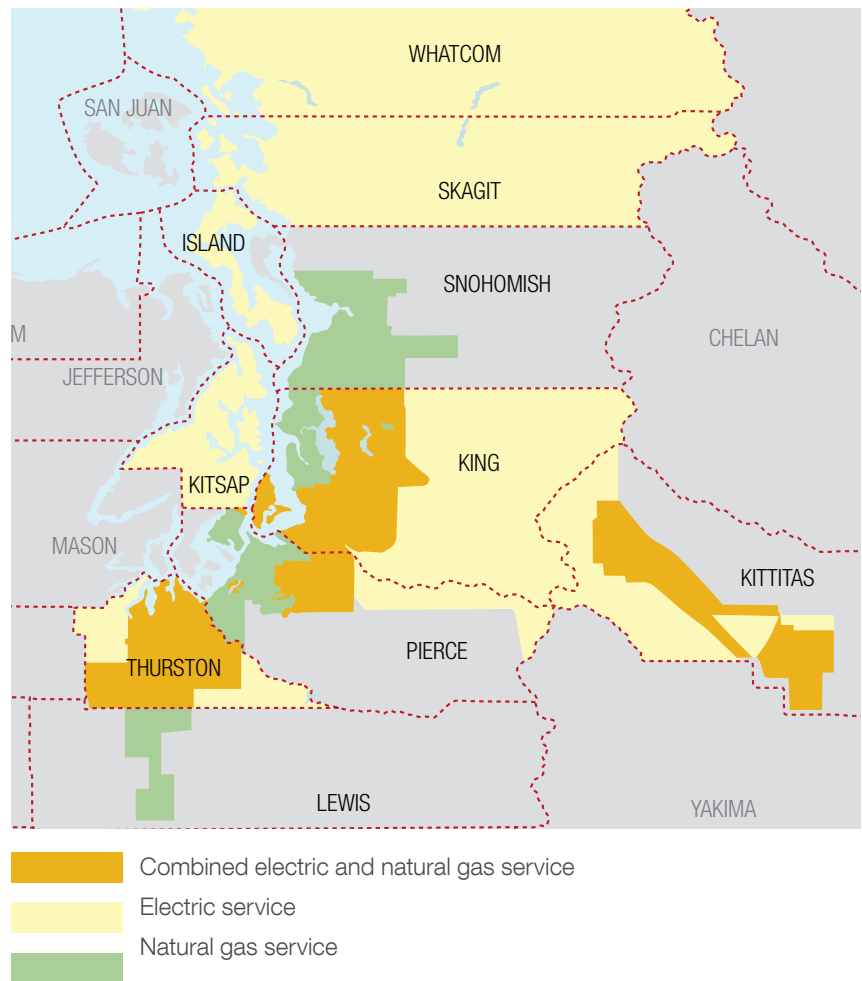 WHATCOM
SAN JUAN
SKAGIT
ISLAND
SNOHOMISH
M
CHELAN
JEFFERSON
KING
KITSAP
MASON
KITTITAS
PIERCE
THURSTON
LEWIS
YAKIMA
Combined electric and natural gas service
Electric service
Natural gas service